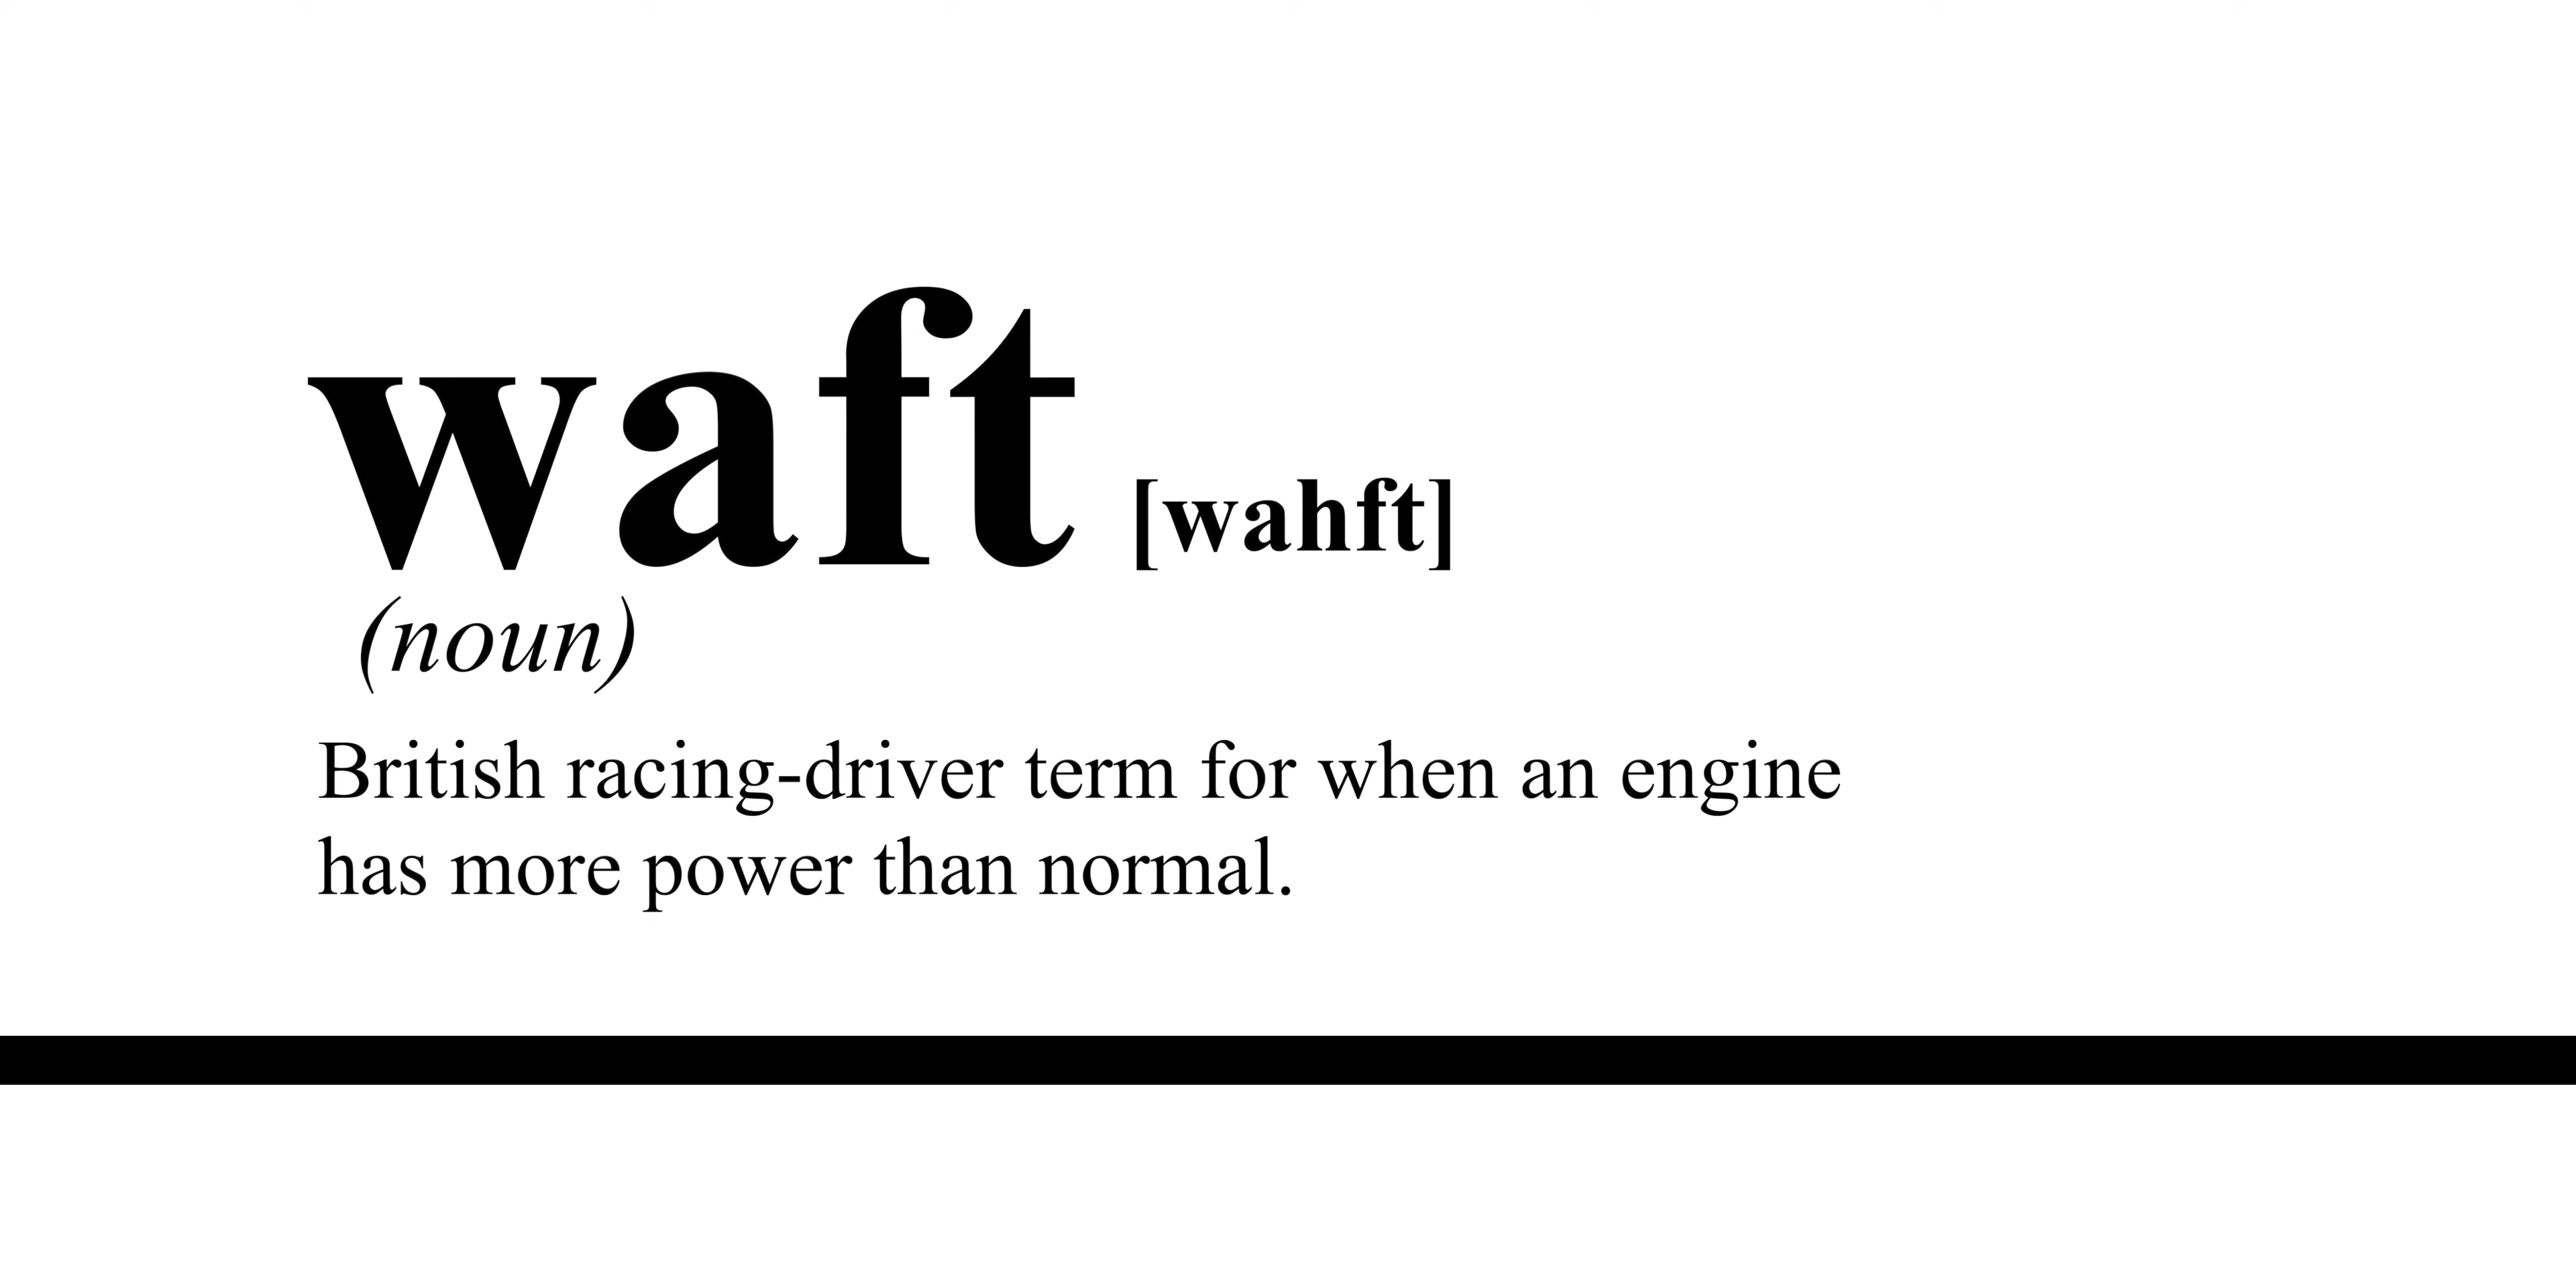 waft [wahft]
(noun)
British racing-driver term for when an engine
has more power than normal.